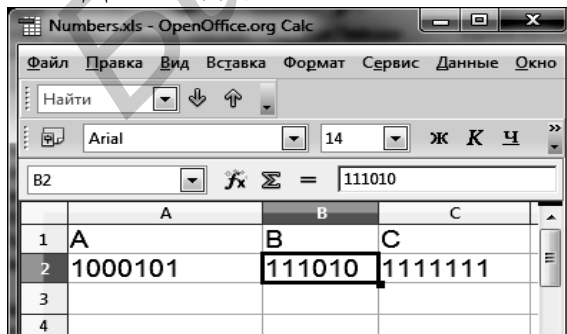 Numbers.xls - OpenOffice.org Calc
Файл Правка Вид Вставка Формат Сервис Данные Окно
Найти
Arial 14 Ж К Ч »
B2 fx Σ = 111010
A B C
1 A B C
2 1000101 111010 1111111
3
4